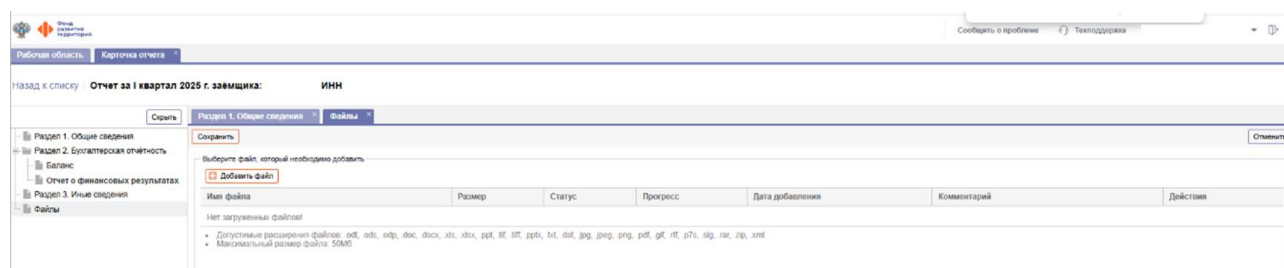 Фонд
развития
территорий
Сообщить о проблеме Техподдержка
Рабочая область Карточка отчета ×
Назад к списку Отчет за I квартал 2025 г. заёмщика: ИНН
Скрыть Раздел 1. Общие сведения × Файлы ×
Раздел 1. Общие сведения
Раздел 2. Бухгалтерская отчётность
Баланс
Отчет о финансовых результатах
Раздел 3. Иные сведения
Файлы
Сохранить Отменить
Выберите файл, который необходимо добавить
Добавить файл
Имя файла Размер Статус Прогресс Дата добавления Комментарий Действия
Нет загруженных файлов!
Допустимые расширения файлов: .odt, .ods, .odp, .doc, .docx, .xls, .xlsx, .ppt, .tif, .tiff, .pptx, .txt, .dat, .jpg, .jpeg, .png, .pdf, .gif, .rtf, .p7s, .sig, .rar, .zip, .xml
Максимальный размер файла: 50Мб